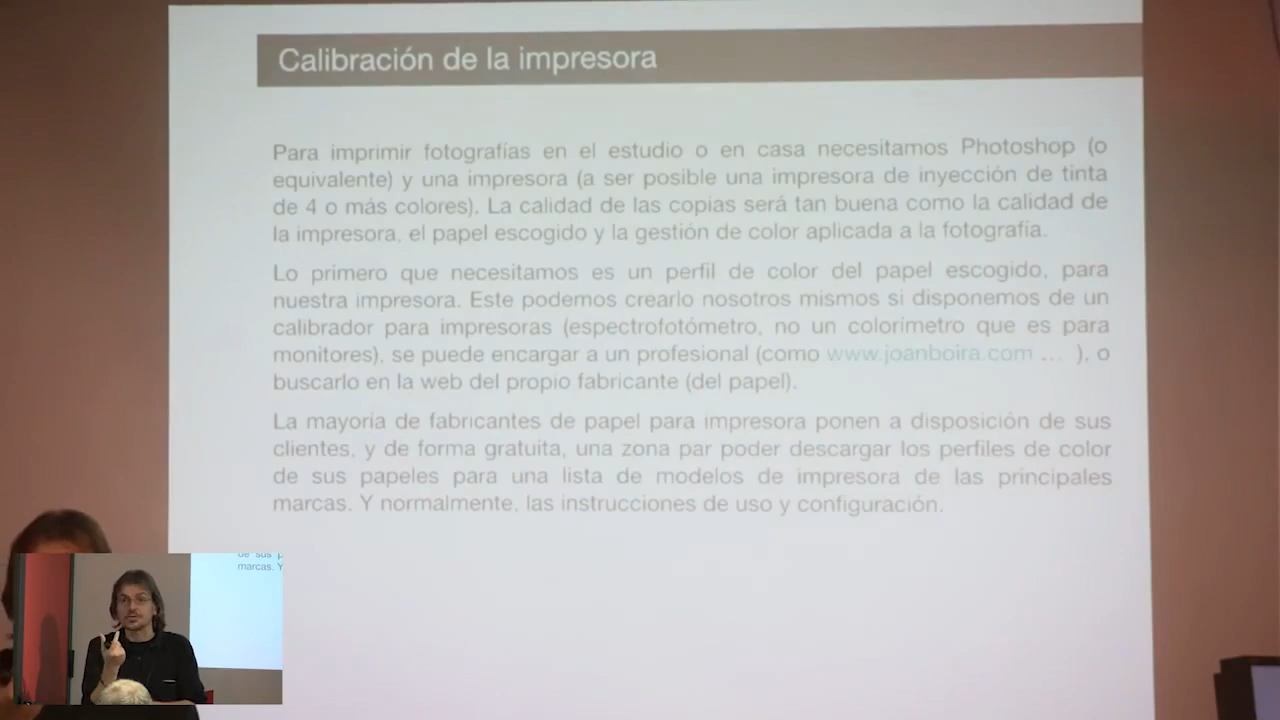 Calibración de la impresora
Para imprimir fotografías en el estudio o en casa necesitamos Photoshop (o
equivalente) y una impresora (a ser posible una impresora de inyección de tinta
de 4 o más colores). La calidad de las copias será tan buena como la calidad de
la impresora, el papel escogido y la gestión de color aplicada a la fotografía.
Lo primero que necesitamos es un perfil de color del papel escogido, para
nuestra impresora. Este podemos crearlo nosotros mismos si disponemos de un
calibrador para impresoras (espectrofotómetro, no un colorimetro que es para
monitores), se puede encargar a un profesional (como www.joanboira.com ... ), o
buscarlo en la web del propio fabricante (del papel).
La mayoría de fabricantes de papel para impresora ponen a disposición de sus
clientes, y de forma gratuita, una zona par poder descargar los perfiles de color
de sus papeles para una lista de modelos de impresora de las principales
marcas. Y normalmente, las instrucciones de uso y configuración.
de sus p
marcas. Y